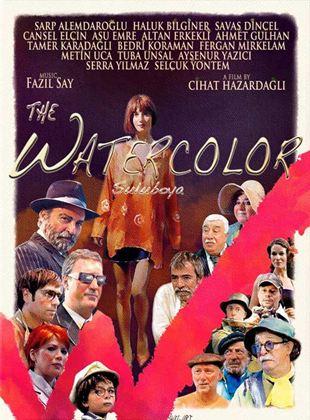 SARP ALEMDAROĞLU HALUK BİLGİNER SAVAŞ DİNÇEL
CANSEL ELÇİN ASU EMRE ALTAN ERKEKLİ AHMET GÜLHAN
TAMER KARADAĞLI BEDRİ KORAMAN FERGAN MİRKELAM
METİN UCA TUBA ÜNSAL AYŞENUR YAZICI
SERRA YILMAZ SELÇUK YÖNTEM
MUSIC
FAZIL SAY
A FILM BY
CİHAT HAZARDAĞLI
THE
WATERCOLOR
Suluboya